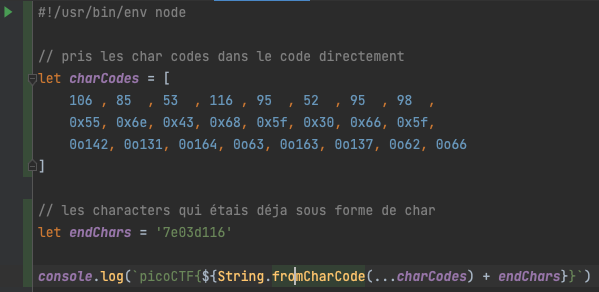 #!/usr/bin/env node
// pris les char codes dans le code directement
let charCodes = [
106 , 85  , 53  , 116 , 95  , 52  , 95  , 98  ,
0x55, 0x6e, 0x43, 0x68, 0x5f, 0x30, 0x66, 0x5f,
0o142, 0o131, 0o164, 0o63, 0o163, 0o137, 0o62, 0o66
]
// les characters qui étais déja sous forme de char
let endChars = '7e03d116'
console.log(`picoCTF{${String.fromCharCode(...charCodes) + endChars}}`)